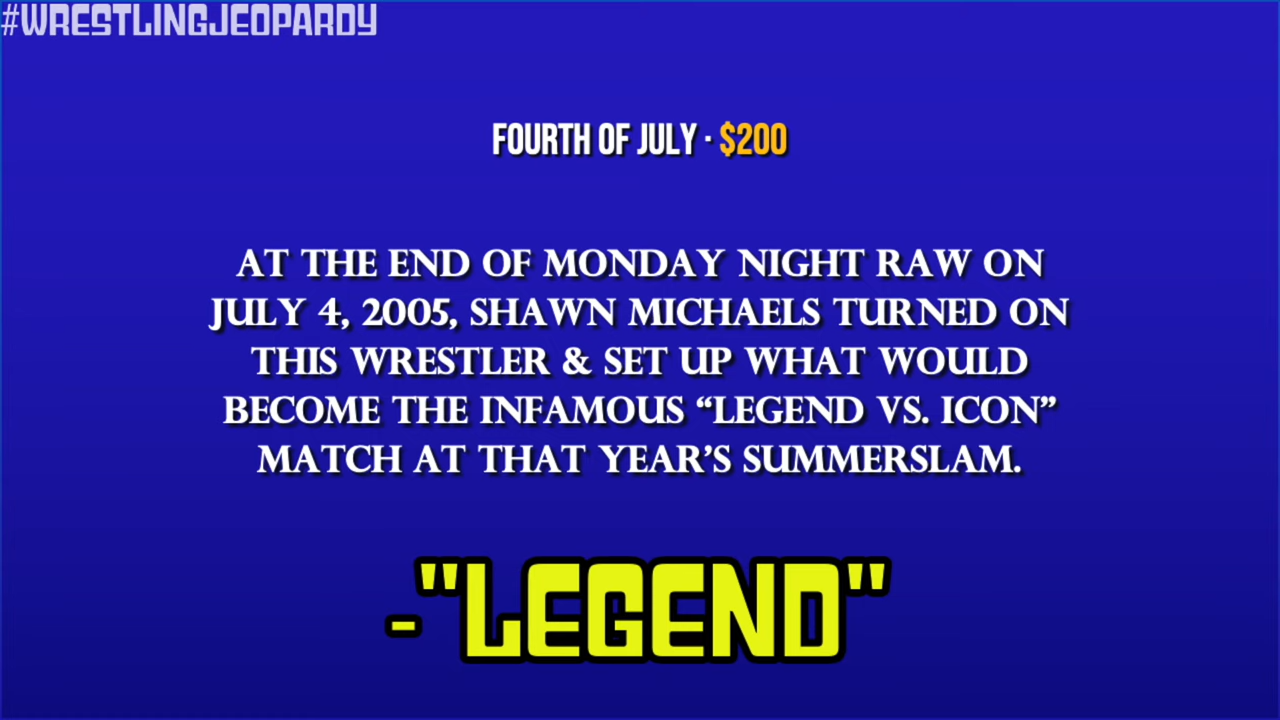 #WRESTLINGJEOPARDY
FOURTH OF JULY · $200
AT THE END OF MONDAY NIGHT RAW ON
JULY 4, 2005, SHAWN MICHAELS TURNED ON
THIS WRESTLER & SET UP WHAT WOULD
BECOME THE INFAMOUS “LEGEND VS. ICON”
MATCH AT THAT YEAR’S SUMMERSLAM.
-"LEGEND"